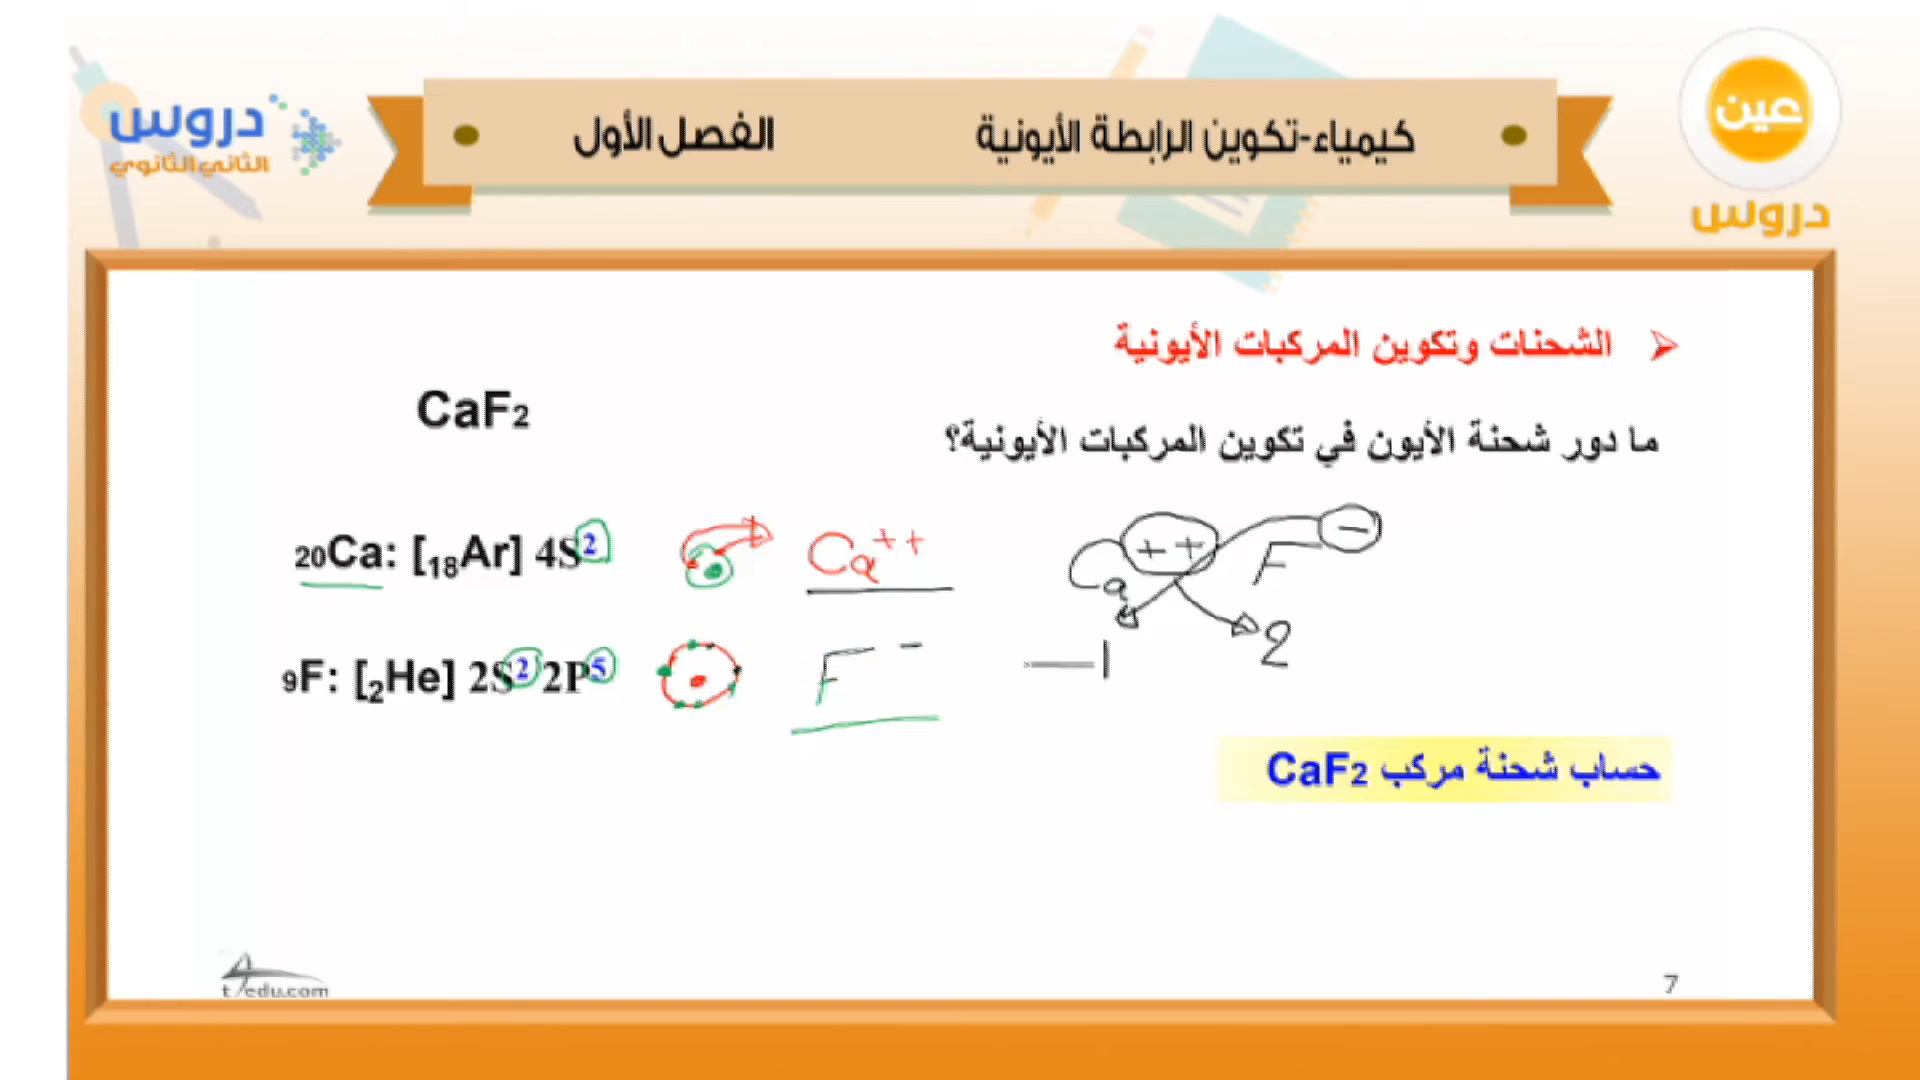 عين
دروس
كيمياء-تكوين الرابطة الأيونية
الفصل الأول
دروس
الثاني الثانوي
الشحنات وتكوين المركبات الأيونية
CaF2
ما دور شحنة الأيون في تكوين المركبات الأيونية؟
20Ca: [18Ar] 4S2
Ca++
Ca++ F-
9F: [2He] 2S2 2P5
F-
1 2
حساب شحنة مركب CaF2
7